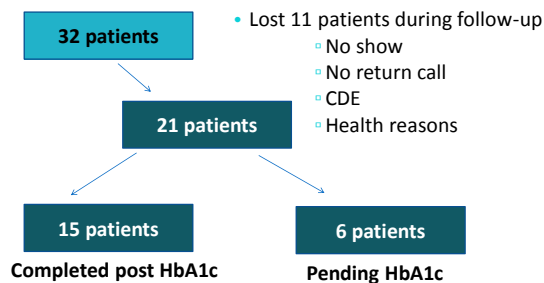 32 patients
• Lost 11 patients during follow-up
▫ No show
▫ No return call
▫ CDE
▫ Health reasons
21 patients
15 patients
6 patients
Completed post HbA1c
Pending HbA1c